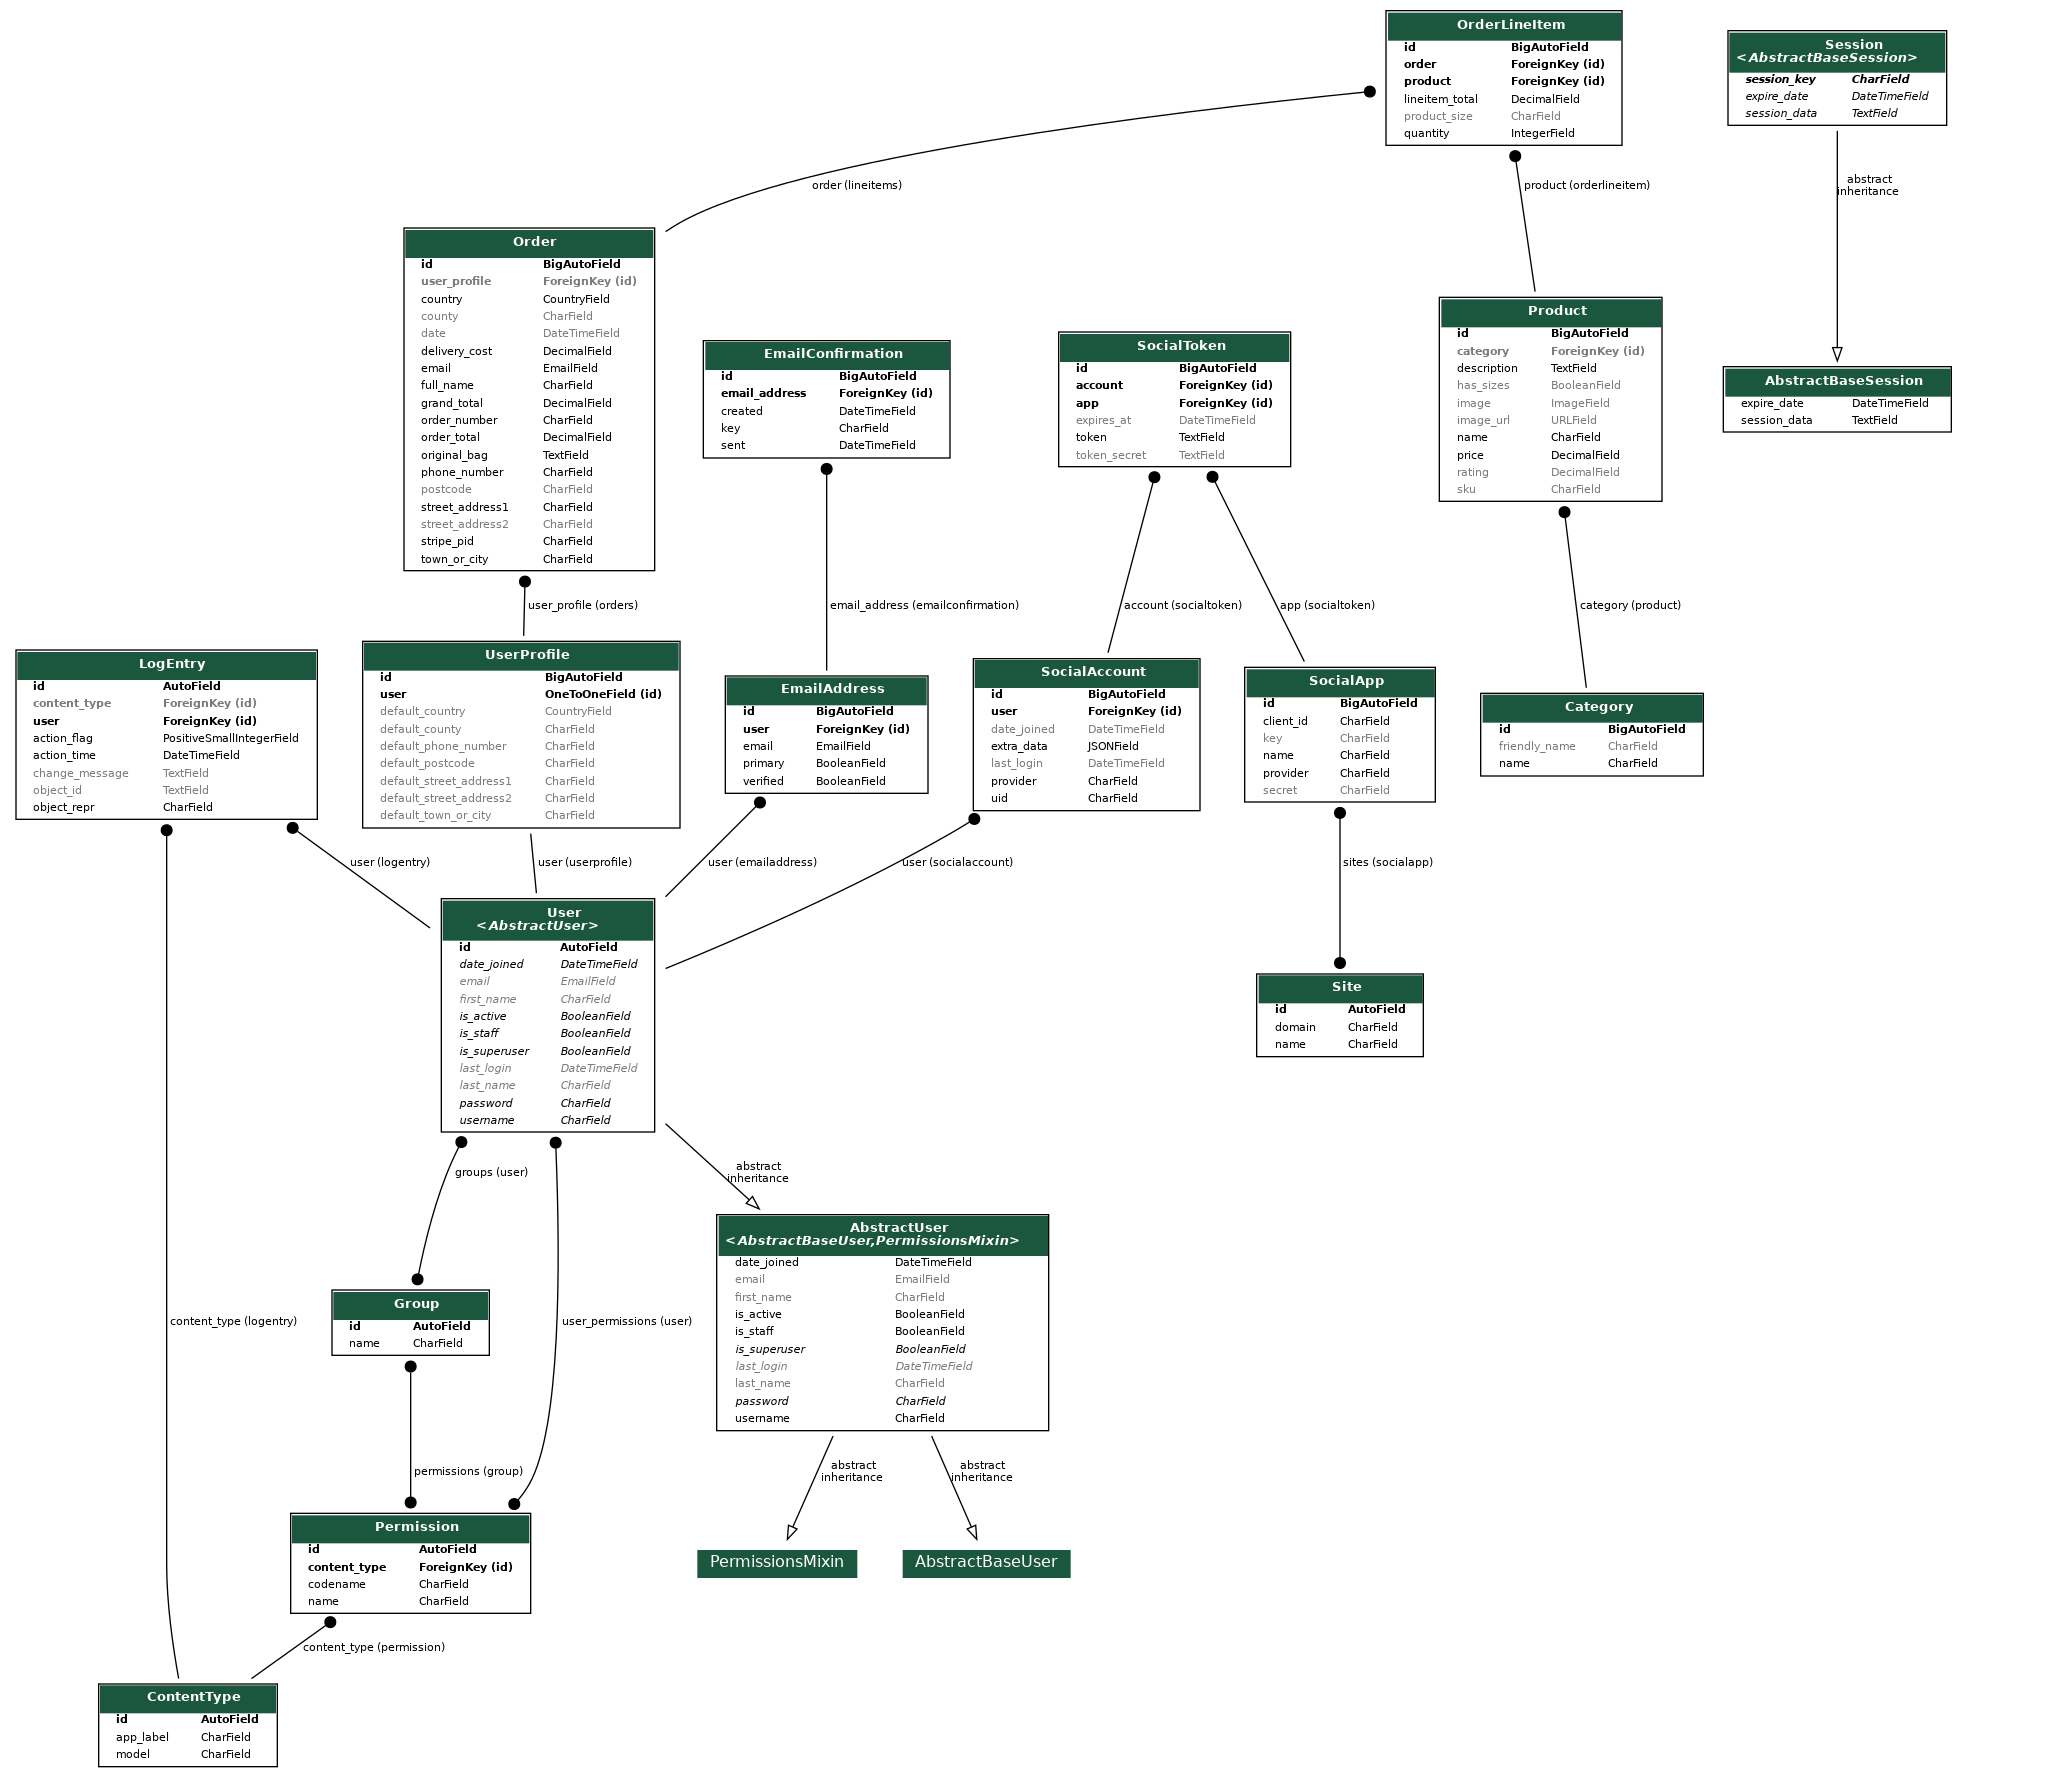 OrderLineItem
id BigAutoField
order ForeignKey (id)
product ForeignKey (id)
lineitem_total DecimalField
product_size CharField
quantity IntegerField
Session
<AbstractBaseSession>
session_key CharField
expire_date DateTimeField
session_data TextField
order (lineitems)
product (orderlineitem)
abstract
inheritance
Order
id BigAutoField
user_profile ForeignKey (id)
country CountryField
county CharField
date DateTimeField
delivery_cost DecimalField
email EmailField
full_name CharField
grand_total DecimalField
order_number CharField
order_total DecimalField
original_bag TextField
phone_number CharField
postcode CharField
street_address1 CharField
street_address2 CharField
stripe_pid CharField
town_or_city CharField
EmailConfirmation
id BigAutoField
email_address ForeignKey (id)
created DateTimeField
key CharField
sent DateTimeField
SocialToken
id BigAutoField
account ForeignKey (id)
app ForeignKey (id)
expires_at DateTimeField
token TextField
token_secret TextField
Product
id BigAutoField
category ForeignKey (id)
description TextField
has_sizes BooleanField
image ImageField
image_url URLField
name CharField
price DecimalField
rating DecimalField
sku CharField
AbstractBaseSession
expire_date DateTimeField
session_data TextField
user_profile (orders)
email_address (emailconfirmation)
account (socialtoken)
app (socialtoken)
category (product)
LogEntry
id AutoField
content_type ForeignKey (id)
user ForeignKey (id)
action_flag PositiveSmallIntegerField
action_time DateTimeField
change_message TextField
object_id TextField
object_repr CharField
UserProfile
id BigAutoField
user OneToOneField (id)
default_country CountryField
default_county CharField
default_phone_number CharField
default_postcode CharField
default_street_address1 CharField
default_street_address2 CharField
default_town_or_city CharField
EmailAddress
id BigAutoField
user ForeignKey (id)
email EmailField
primary BooleanField
verified BooleanField
SocialAccount
id BigAutoField
user ForeignKey (id)
date_joined DateTimeField
extra_data JSONField
last_login DateTimeField
provider CharField
uid CharField
SocialApp
id BigAutoField
client_id CharField
key CharField
name CharField
provider CharField
secret CharField
Category
id BigAutoField
friendly_name CharField
name CharField
user (logentry)
user (userprofile)
user (emailaddress)
user (socialaccount)
sites (socialapp)
User
<AbstractUser>
id AutoField
date_joined DateTimeField
email EmailField
first_name CharField
is_active BooleanField
is_staff BooleanField
is_superuser BooleanField
last_login DateTimeField
last_name CharField
password CharField
username CharField
Site
id AutoField
domain CharField
name CharField
groups (user)
abstract
inheritance
AbstractUser
<AbstractBaseUser,PermissionsMixin>
date_joined DateTimeField
email EmailField
first_name CharField
is_active BooleanField
is_staff BooleanField
is_superuser BooleanField
last_login DateTimeField
last_name CharField
password CharField
username CharField
Group
id AutoField
name CharField
content_type (logentry)
user_permissions (user)
permissions (group)
abstract
inheritance
abstract
inheritance
Permission
id AutoField
content_type ForeignKey (id)
codename CharField
name CharField
PermissionsMixin
AbstractBaseUser
content_type (permission)
ContentType
id AutoField
app_label CharField
model CharField